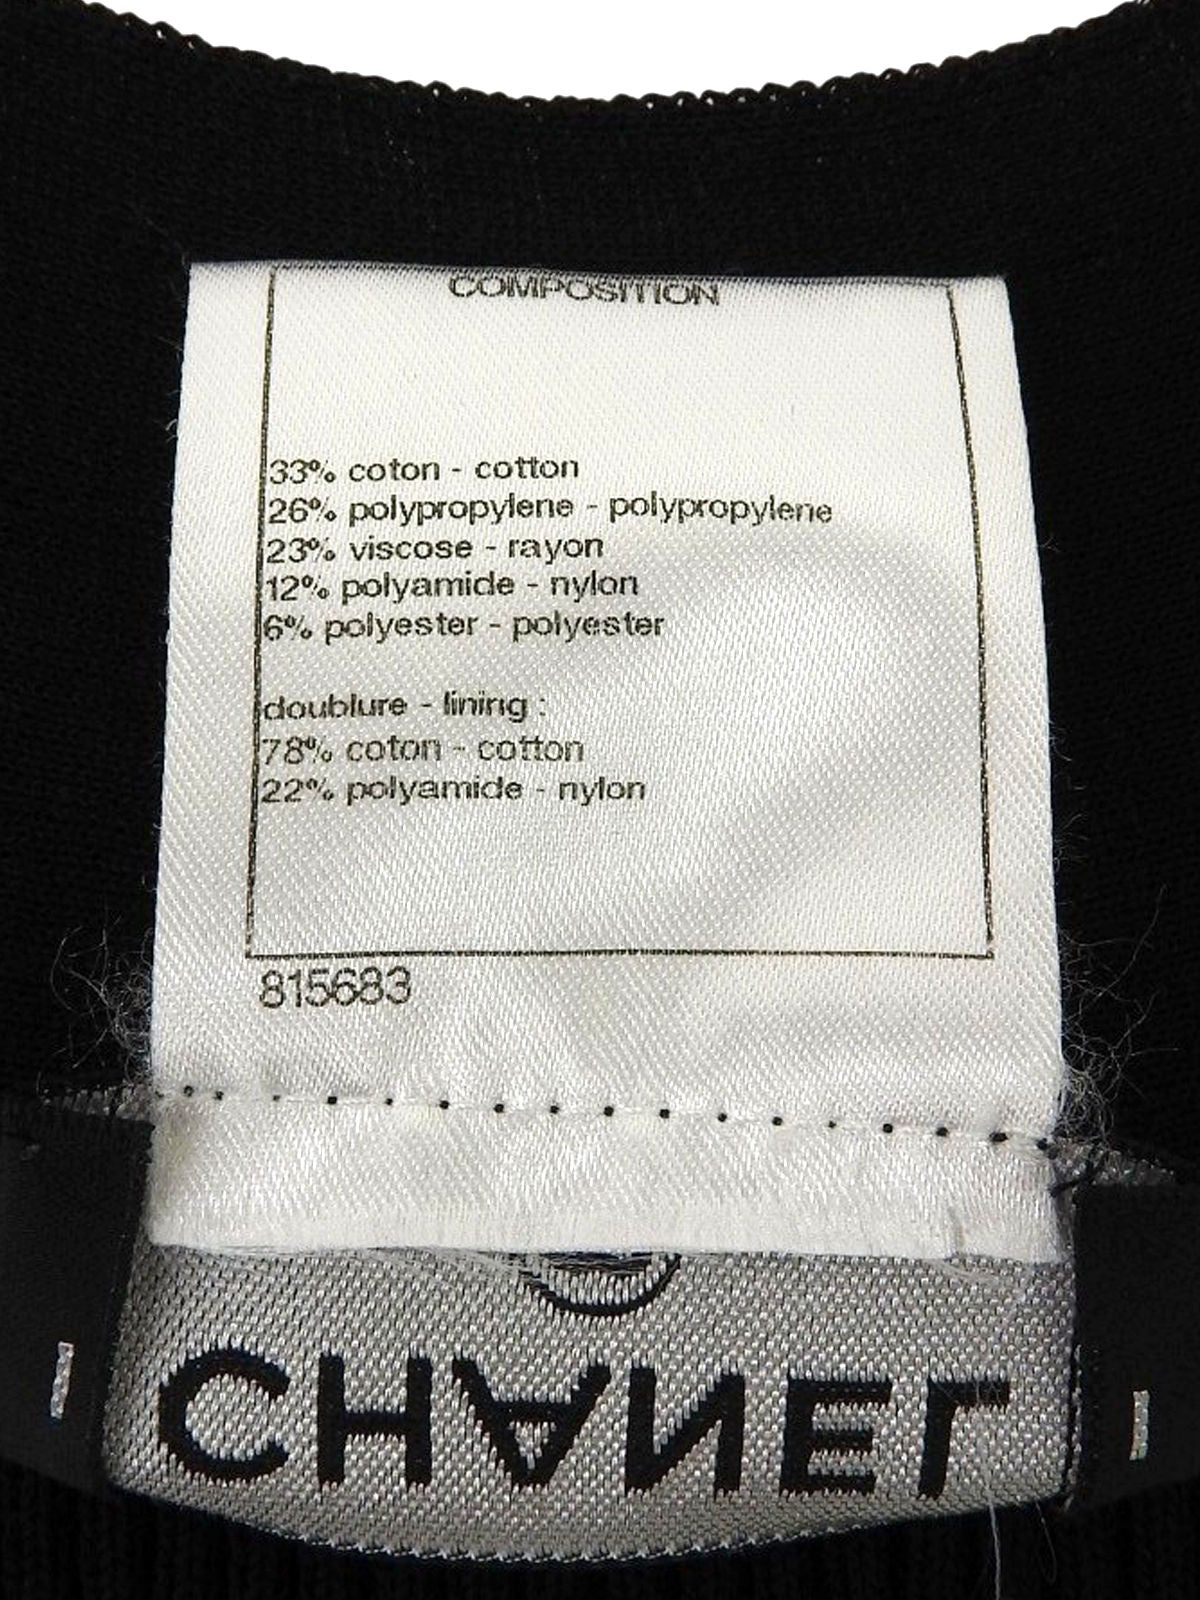 COMPOSITION
33% coton - cotton
26% polypropylene - polypropylene
23% viscose - rayon
12% polyamide - nylon
6% polyester - polyester
doublure - lining :
78% coton - cotton
22% polyamide - nylon
815683
CHANEL